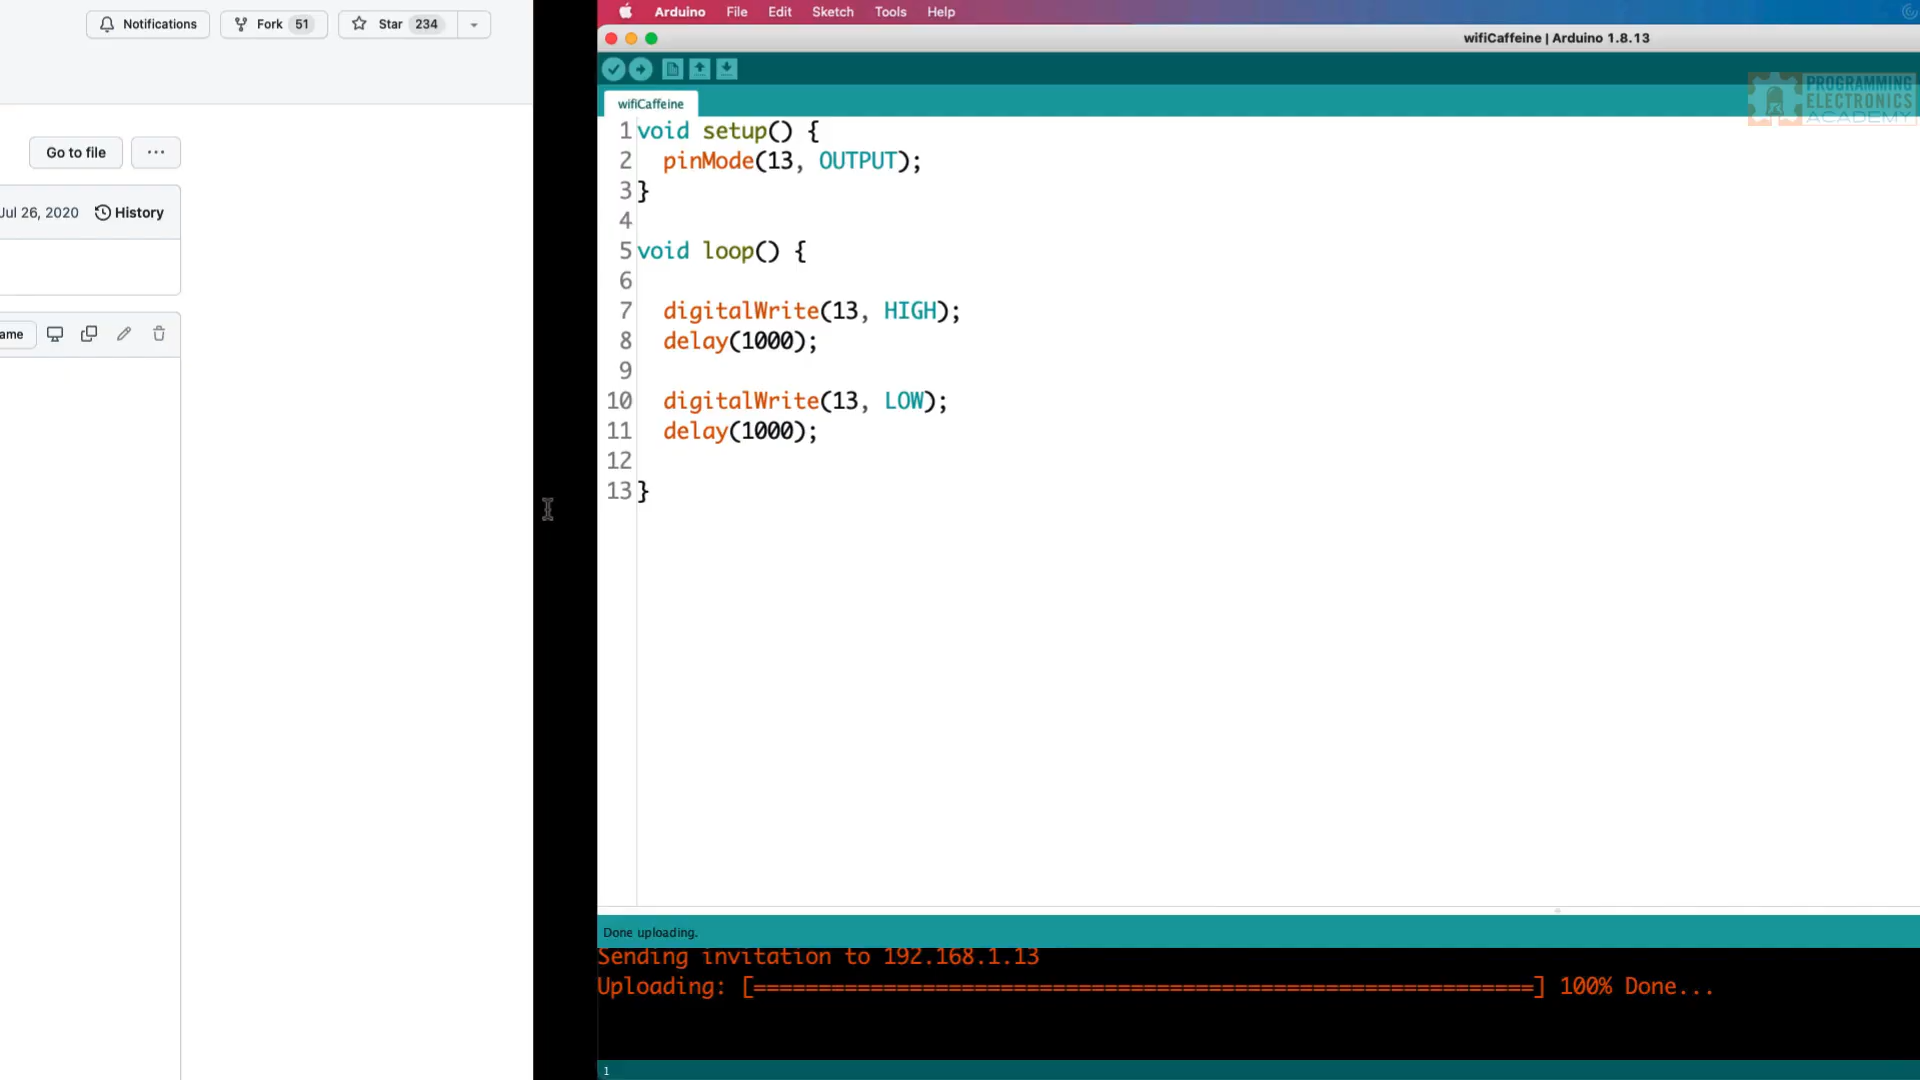 Notifications
Fork 51
Star 234
Go to file
...
Jul 26, 2020
History
ame
Arduino File Edit Sketch Tools Help
wifiCaffeine | Arduino 1.8.13
PROGRAMMING
ELECTRONICS
ACADEMY
wifiCaffeine
1 void setup() {
2 pinMode(13, OUTPUT);
3 }
4
5 void loop() {
6
7 digitalWrite(13, HIGH);
8 delay(1000);
9
10 digitalWrite(13, LOW);
11 delay(1000);
12
13 }
Done uploading.
Sending invitation to 192.168.1.13
Uploading: [============================================================] 100% Done...
1